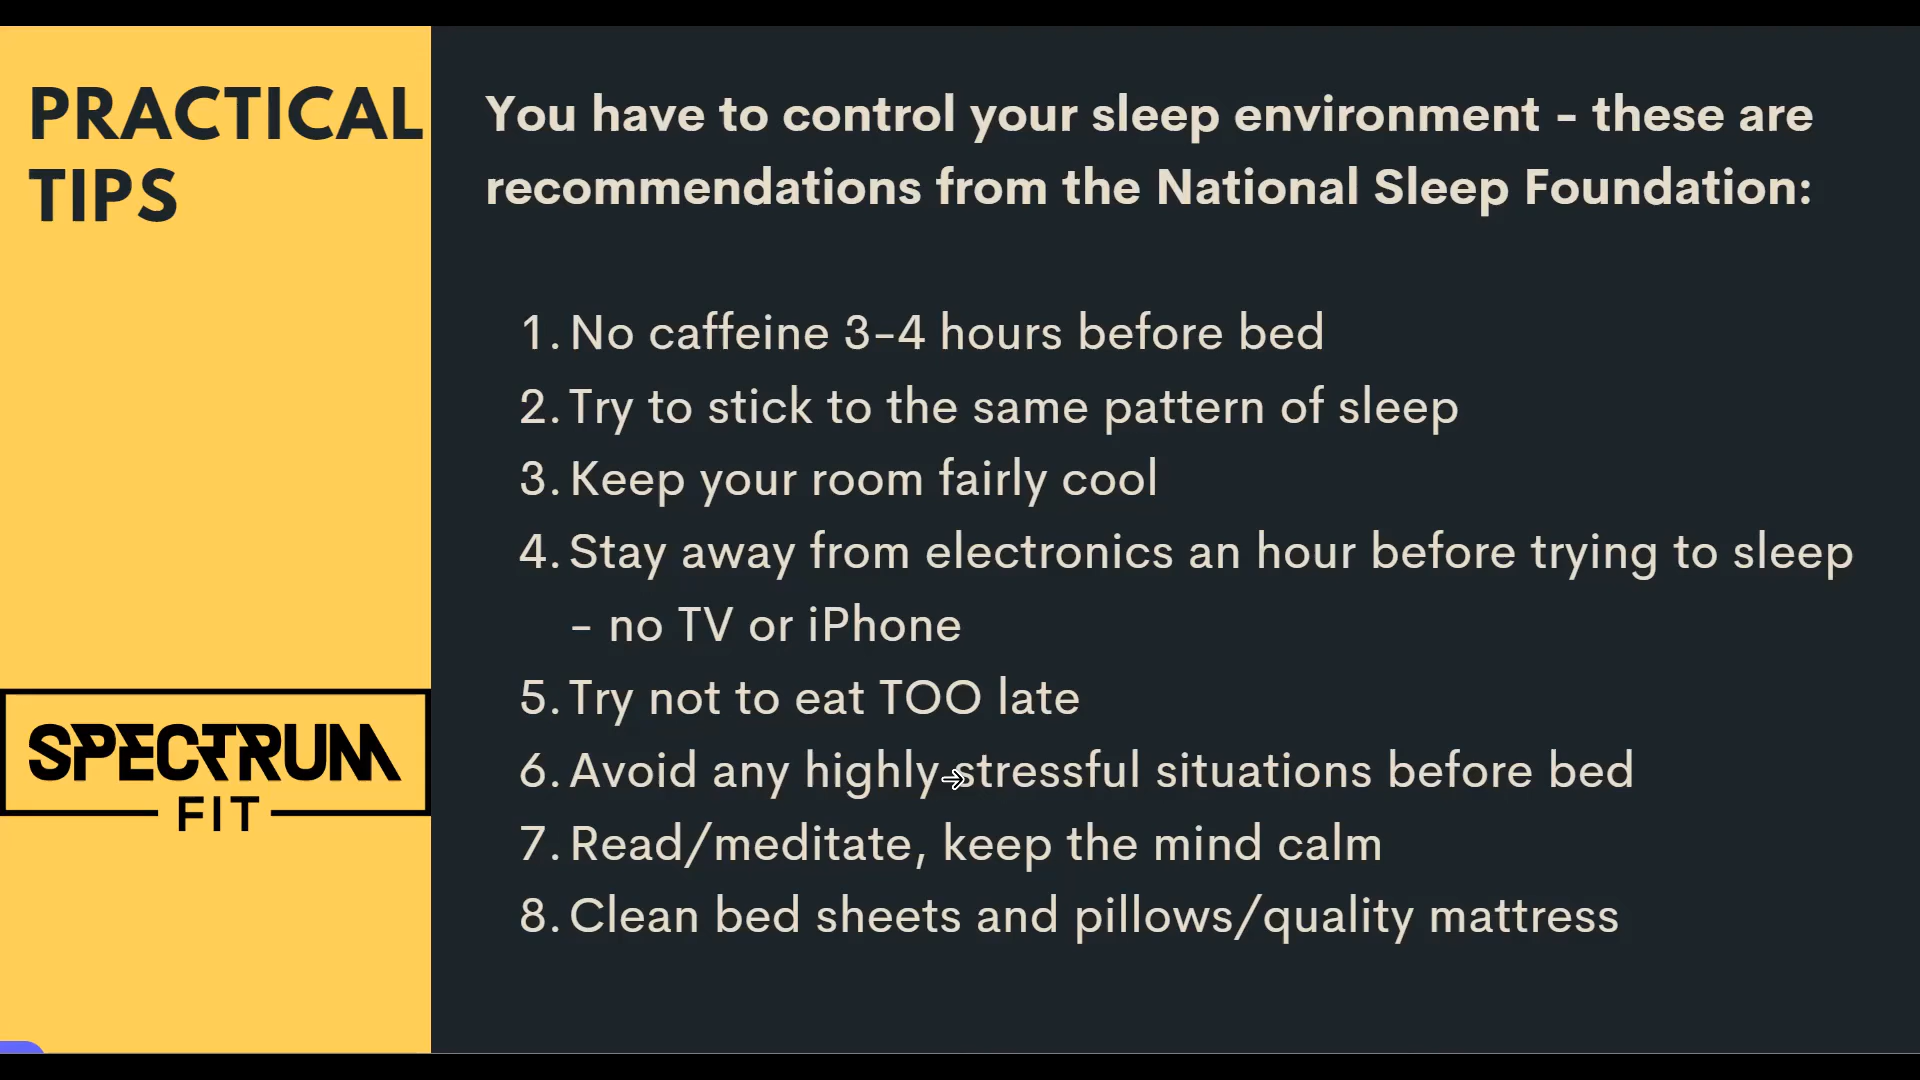 PRACTICAL
TIPS
You have to control your sleep environment - these are
recommendations from the National Sleep Foundation:
1. No caffeine 3-4 hours before bed
2. Try to stick to the same pattern of sleep
3. Keep your room fairly cool
4. Stay away from electronics an hour before trying to sleep
- no TV or iPhone
5. Try not to eat TOO late
6. Avoid any highly stressful situations before bed
7. Read/meditate, keep the mind calm
8. Clean bed sheets and pillows/quality mattress
SPECTRUM
FIT